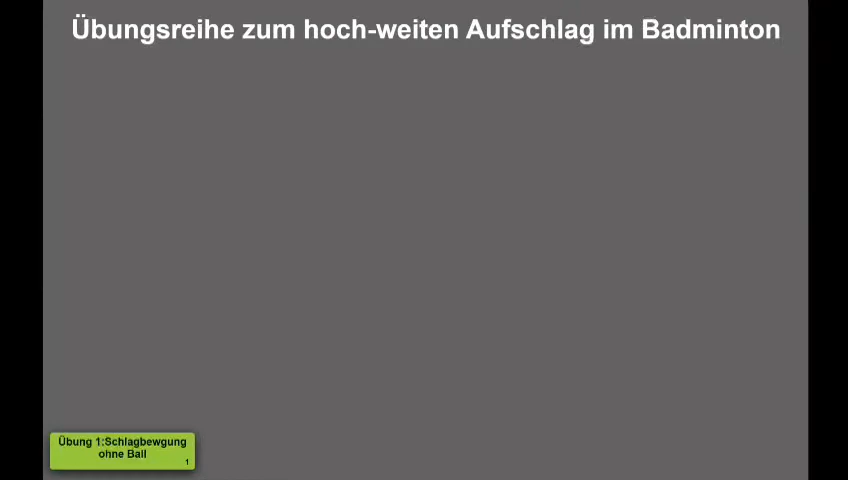 Übungsreihe zum hoch-weiten Aufschlag im Badminton
Übung 1:Schlagbewgung
ohne Ball
1